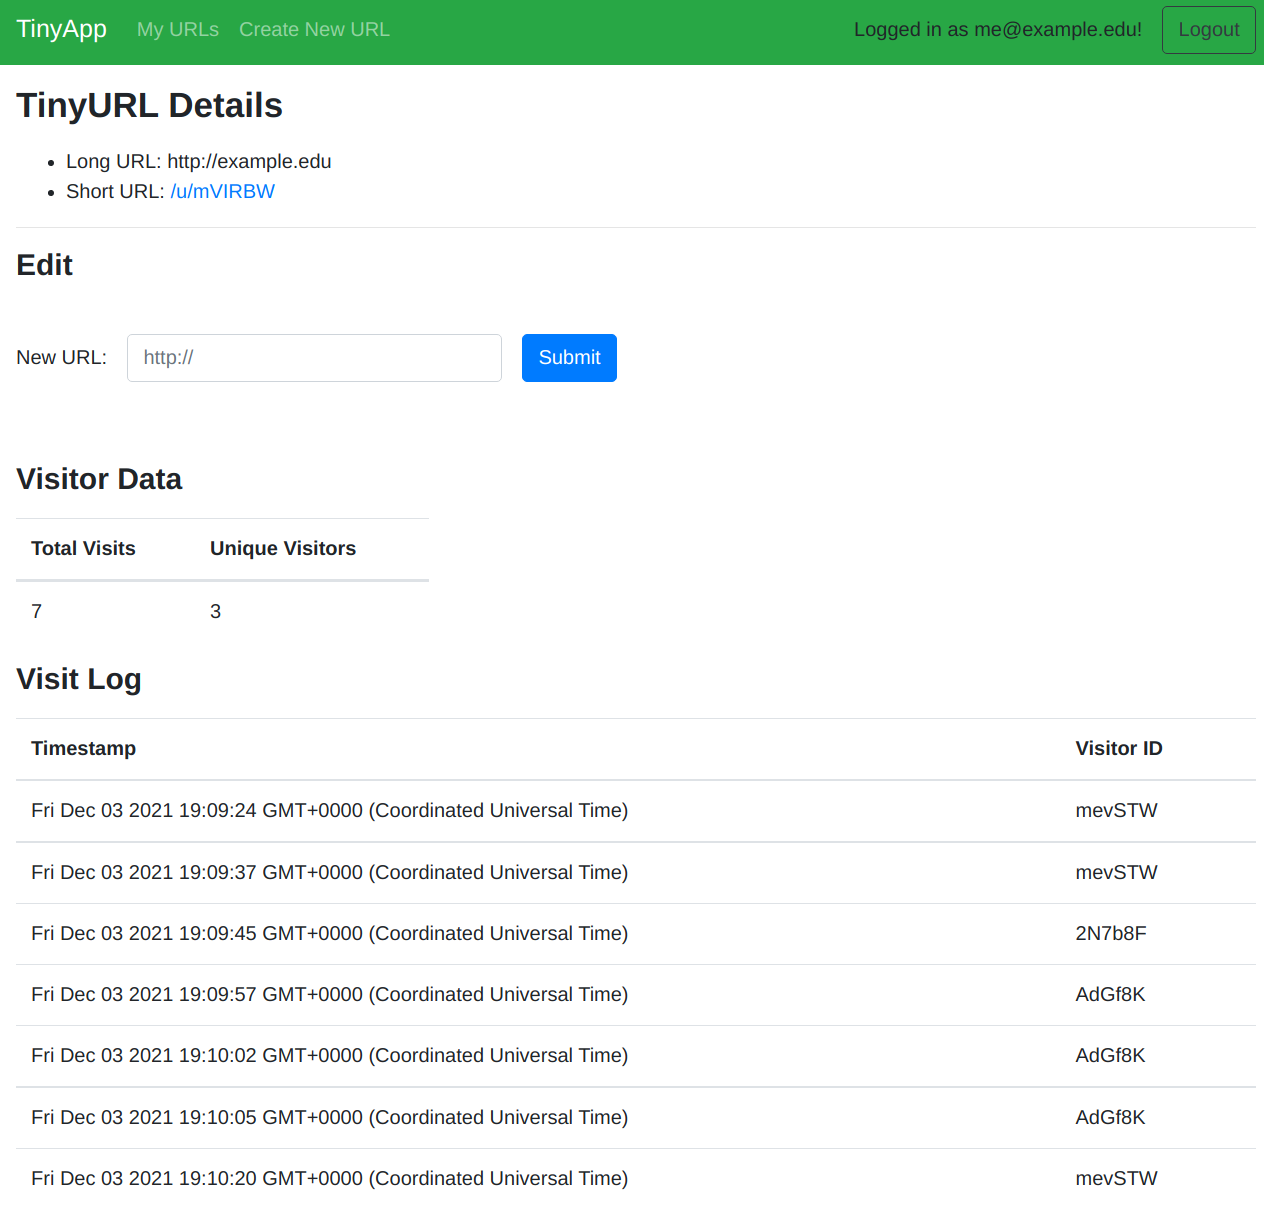 TinyApp My URLs Create New URL Logged in as me@example.edu! Logout
TinyURL Details
Long URL: http://example.edu
Short URL: /u/mVIRBW
Edit
New URL: http:// Submit
Visitor Data
Total Visits Unique Visitors
7 3
Visit Log
Timestamp Visitor ID
Fri Dec 03 2021 19:09:24 GMT+0000 (Coordinated Universal Time) mevSTW
Fri Dec 03 2021 19:09:37 GMT+0000 (Coordinated Universal Time) mevSTW
Fri Dec 03 2021 19:09:45 GMT+0000 (Coordinated Universal Time) 2N7b8F
Fri Dec 03 2021 19:09:57 GMT+0000 (Coordinated Universal Time) AdGf8K
Fri Dec 03 2021 19:10:02 GMT+0000 (Coordinated Universal Time) AdGf8K
Fri Dec 03 2021 19:10:05 GMT+0000 (Coordinated Universal Time) AdGf8K
Fri Dec 03 2021 19:10:20 GMT+0000 (Coordinated Universal Time) mevSTW